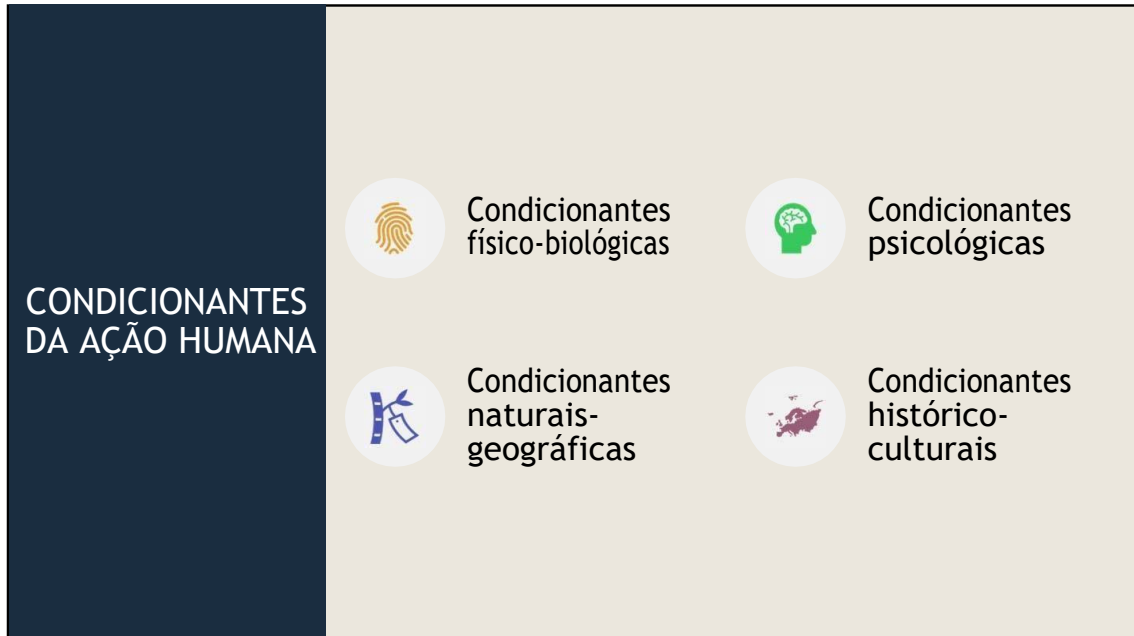 CONDICIONANTES
DA AÇÃO HUMANA
Condicionantes
físico-biológicas
Condicionantes
psicológicas
Condicionantes
naturais-
geográficas
Condicionantes
histórico-
culturais